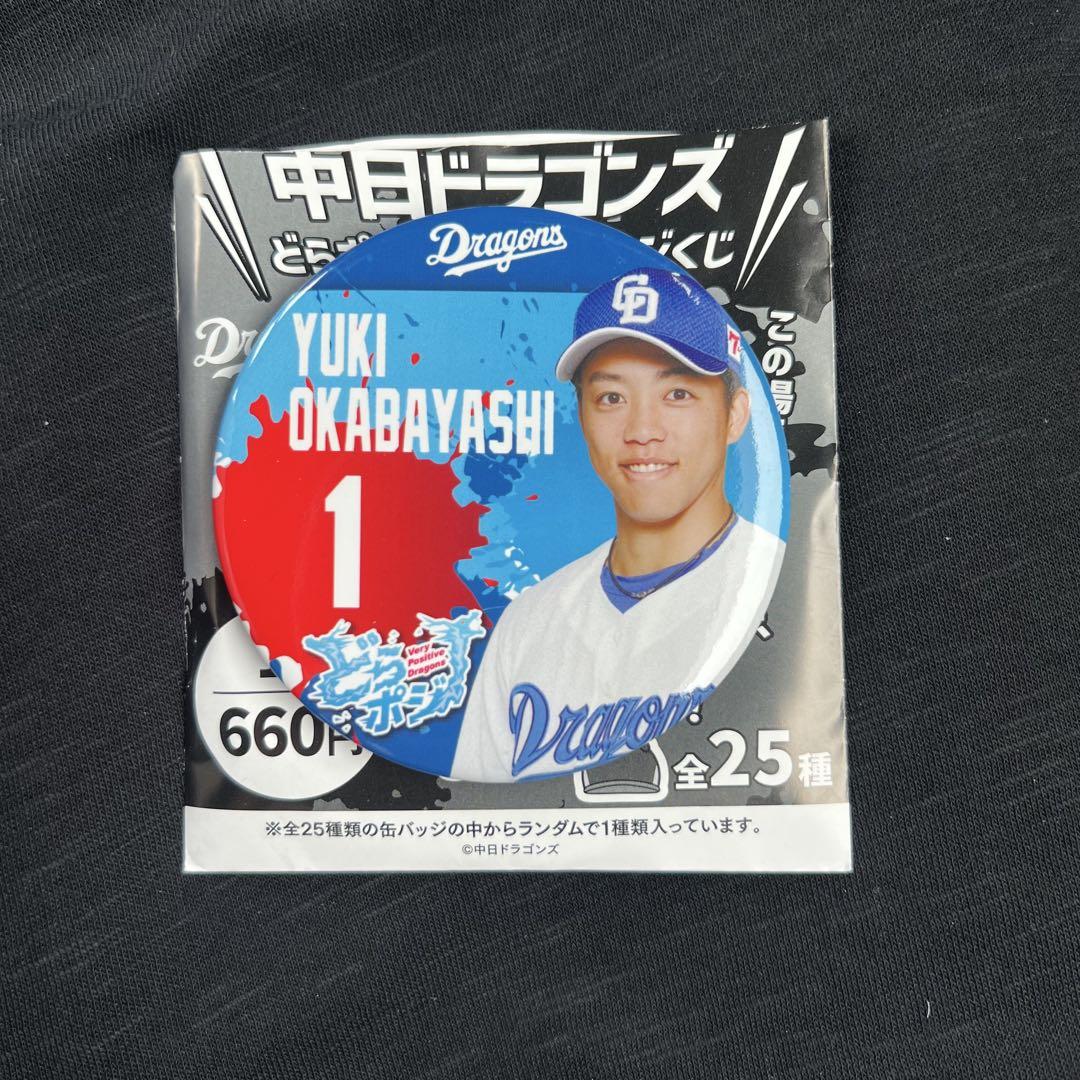 中日ドラゴンズ
どらポ
じくじ
Dragons
CD
YUKI
OKABAYASHI
1
この場
どらポジ
Very
Positive
Dragons
Dragons
660円
全25種
※全25種類の缶バッジの中からランダムで1種類入っています。
©中日ドラゴンズ